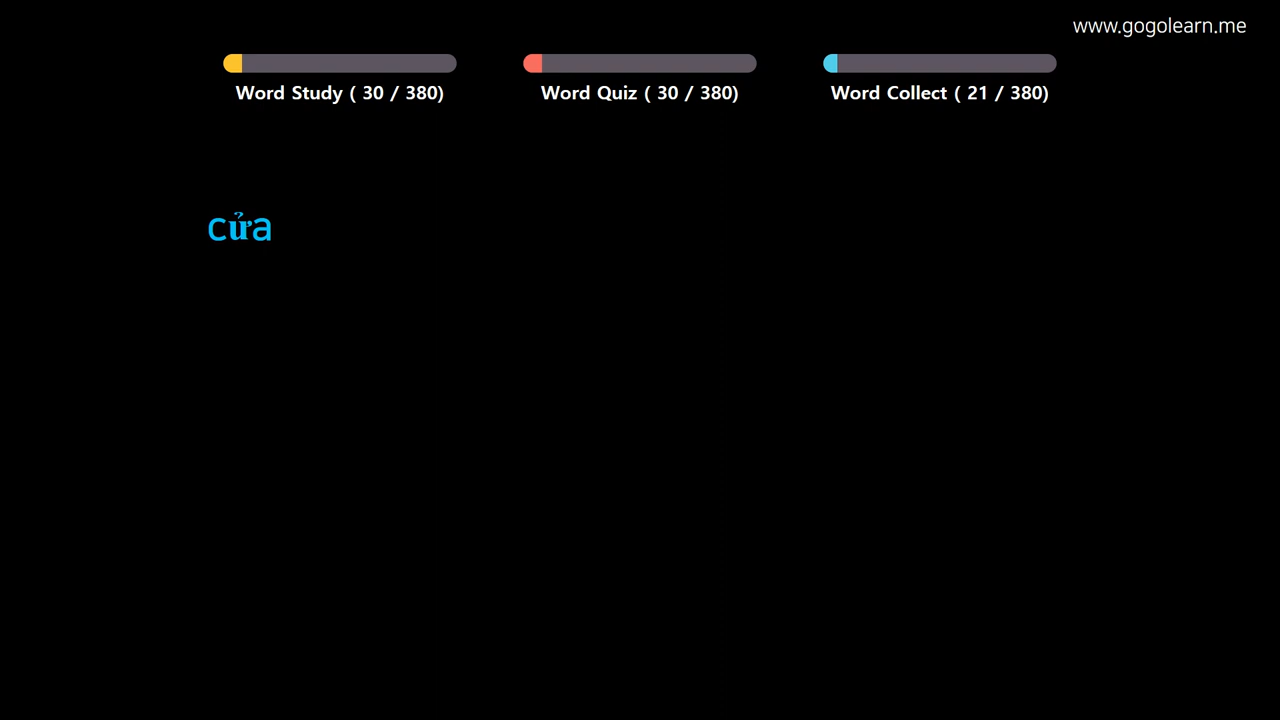 www.gogolearn.me
Word Study ( 30 / 380)
Word Quiz ( 30 / 380)
Word Collect ( 21 / 380)
cửa